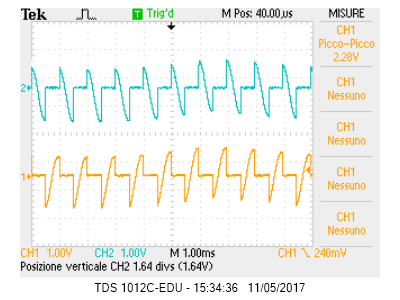 Tek T Trig'd M Pos: 40.00µs MISURE
CH1
Picco-Picco
2.28V
CH1
Nessuno
CH1
Nessuno
CH1
Nessuno
CH1
Nessuno
2
1
CH1 1.00V CH2 1.00V M 1.00ms CH1 240mV
Posizione verticale CH2 1.64 divs (1.64V)
TDS 1012C-EDU - 15:34:36 11/05/2017